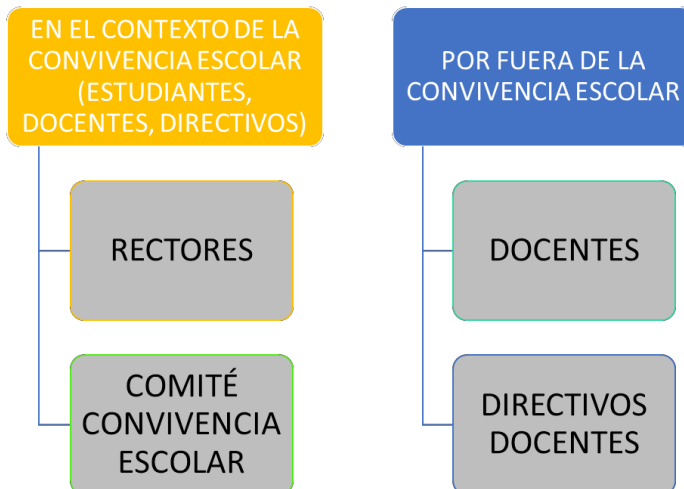 EN EL CONTEXTO DE LA
CONVIVENCIA ESCOLAR
(ESTUDIANTES,
DOCENTES, DIRECTIVOS)
RECTORES
COMITÉ
CONVIVENCIA
ESCOLAR
POR FUERA DE LA
CONVIVENCIA ESCOLAR
DOCENTES
DIRECTIVOS
DOCENTES